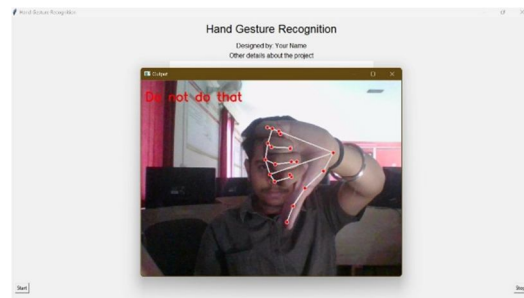 Hand Gesture Recognition
Hand Gesture Recognition
Designed by: Your Name
Other details about the project
Output
Do not do that
Start
Stop